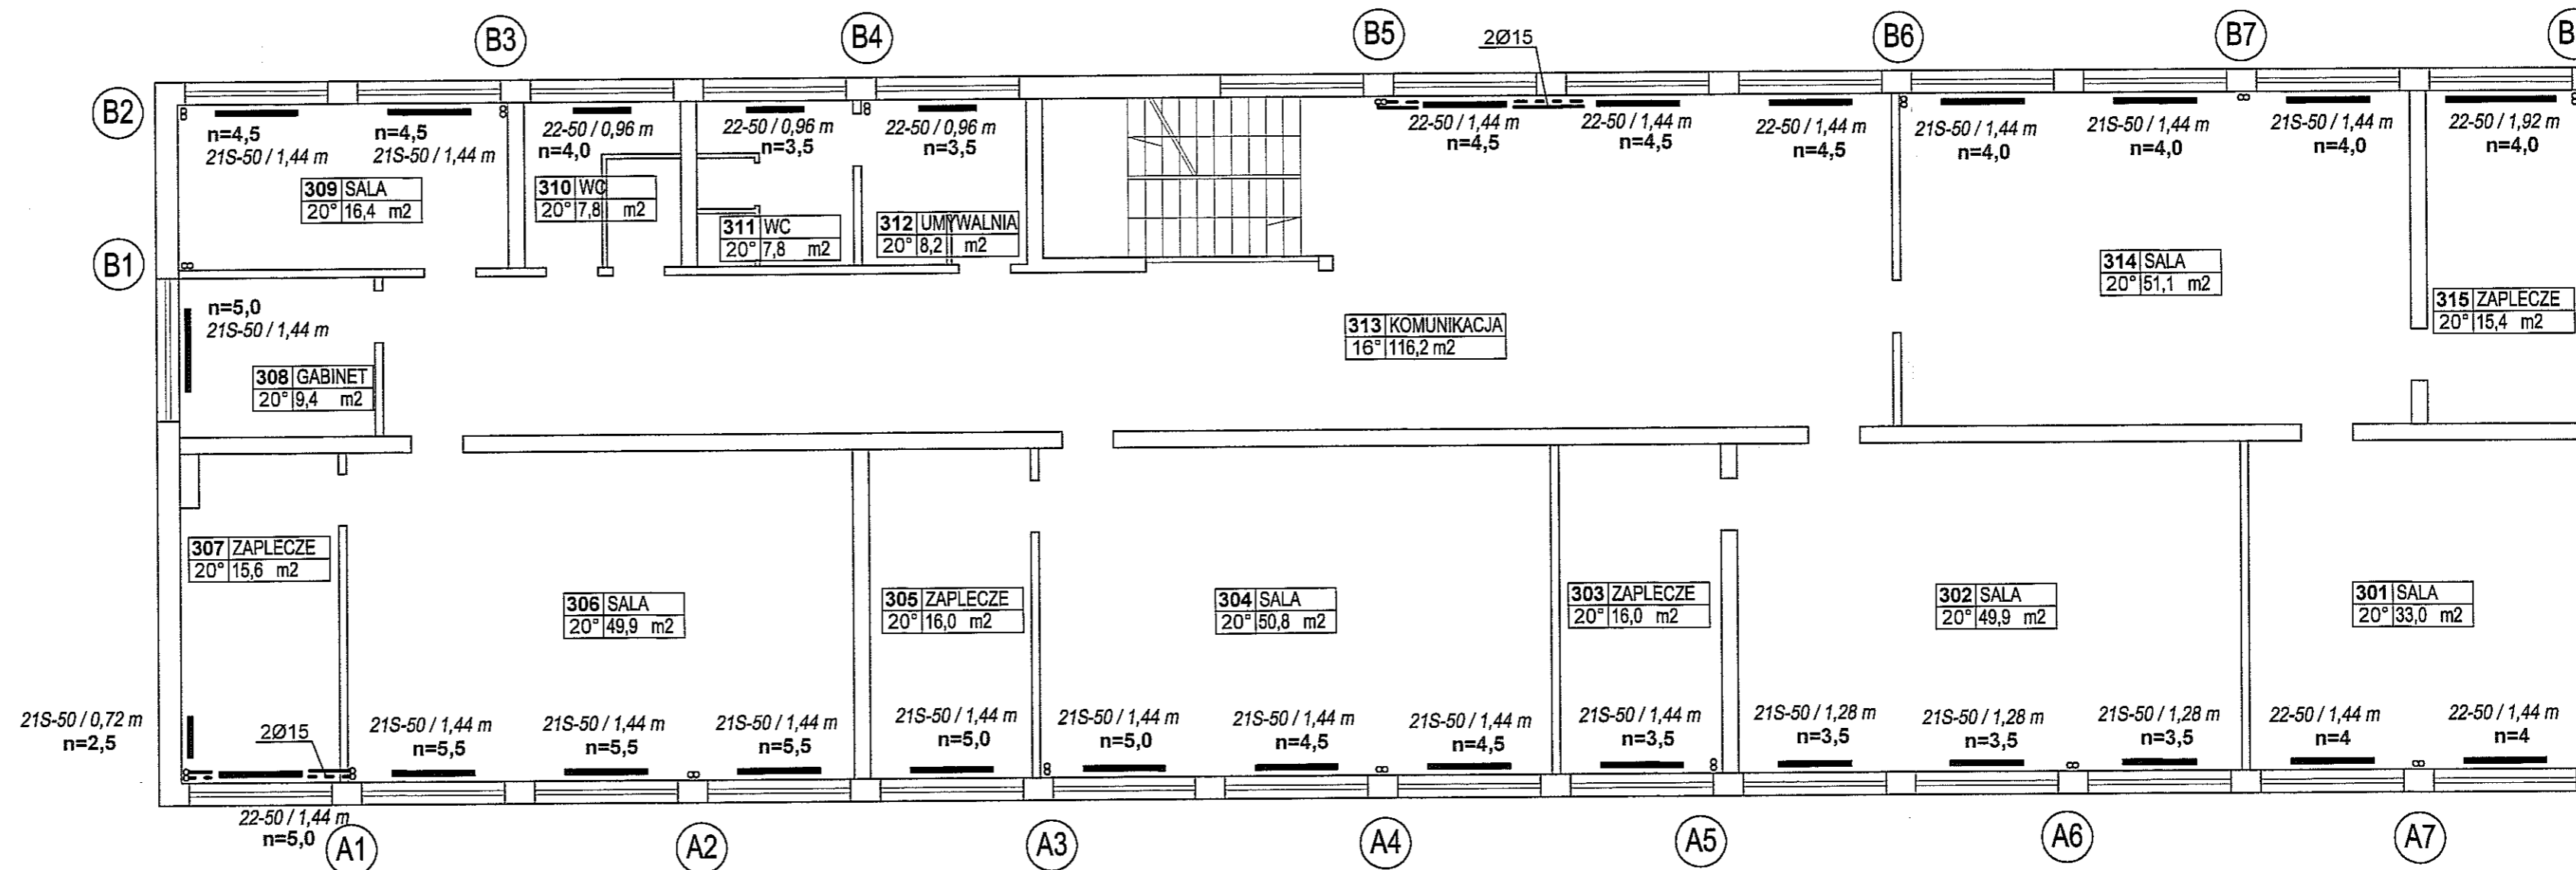 B3
B4
B5
2Ø15
B6
B7
B
B2
n=4,5
21S-50 / 1,44 m
n=4,5
21S-50 / 1,44 m
22-50 / 0,96 m
n=4,0
22-50 / 0,96 m
n=3,5
22-50 / 0,96 m
n=3,5
22-50 / 1,44 m
n=4,5
22-50 / 1,44 m
n=4,5
22-50 / 1,44 m
n=4,5
21S-50 / 1,44 m
n=4,0
21S-50 / 1,44 m
n=4,0
21S-50 / 1,44 m
n=4,0
22-50 / 1,92 m
n=4,0
309 SALA
20° 16,4 m2
310 WC
20° 7,8 m2
311 WC
20° 7,8 m2
312 UMYWALNIA
20° 8,2 m2
B1
n=5,0
21S-50 / 1,44 m
308 GABINET
20° 9,4 m2
313 KOMUNIKACJA
16° 116,2 m2
314 SALA
20° 51,1 m2
315 ZAPLECZE
20° 15,4 m2
307 ZAPLECZE
20° 15,6 m2
306 SALA
20° 49,9 m2
305 ZAPLECZE
20° 16,0 m2
304 SALA
20° 50,8 m2
303 ZAPLECZE
20° 16,0 m2
302 SALA
20° 49,9 m2
301 SALA
20° 33,0 m2
21S-50 / 0,72 m
n=2,5
2Ø15
21S-50 / 1,44 m
n=5,5
21S-50 / 1,44 m
n=5,5
21S-50 / 1,44 m
n=5,5
21S-50 / 1,44 m
n=5,0
21S-50 / 1,44 m
n=5,0
21S-50 / 1,44 m
n=4,5
21S-50 / 1,44 m
n=4,5
21S-50 / 1,44 m
n=3,5
21S-50 / 1,28 m
n=3,5
21S-50 / 1,28 m
n=3,5
21S-50 / 1,28 m
n=3,5
22-50 / 1,44 m
n=4
22-50 / 1,44 m
n=4
22-50 / 1,44 m
n=5,0
A1
A2
A3
A4
A5
A6
A7